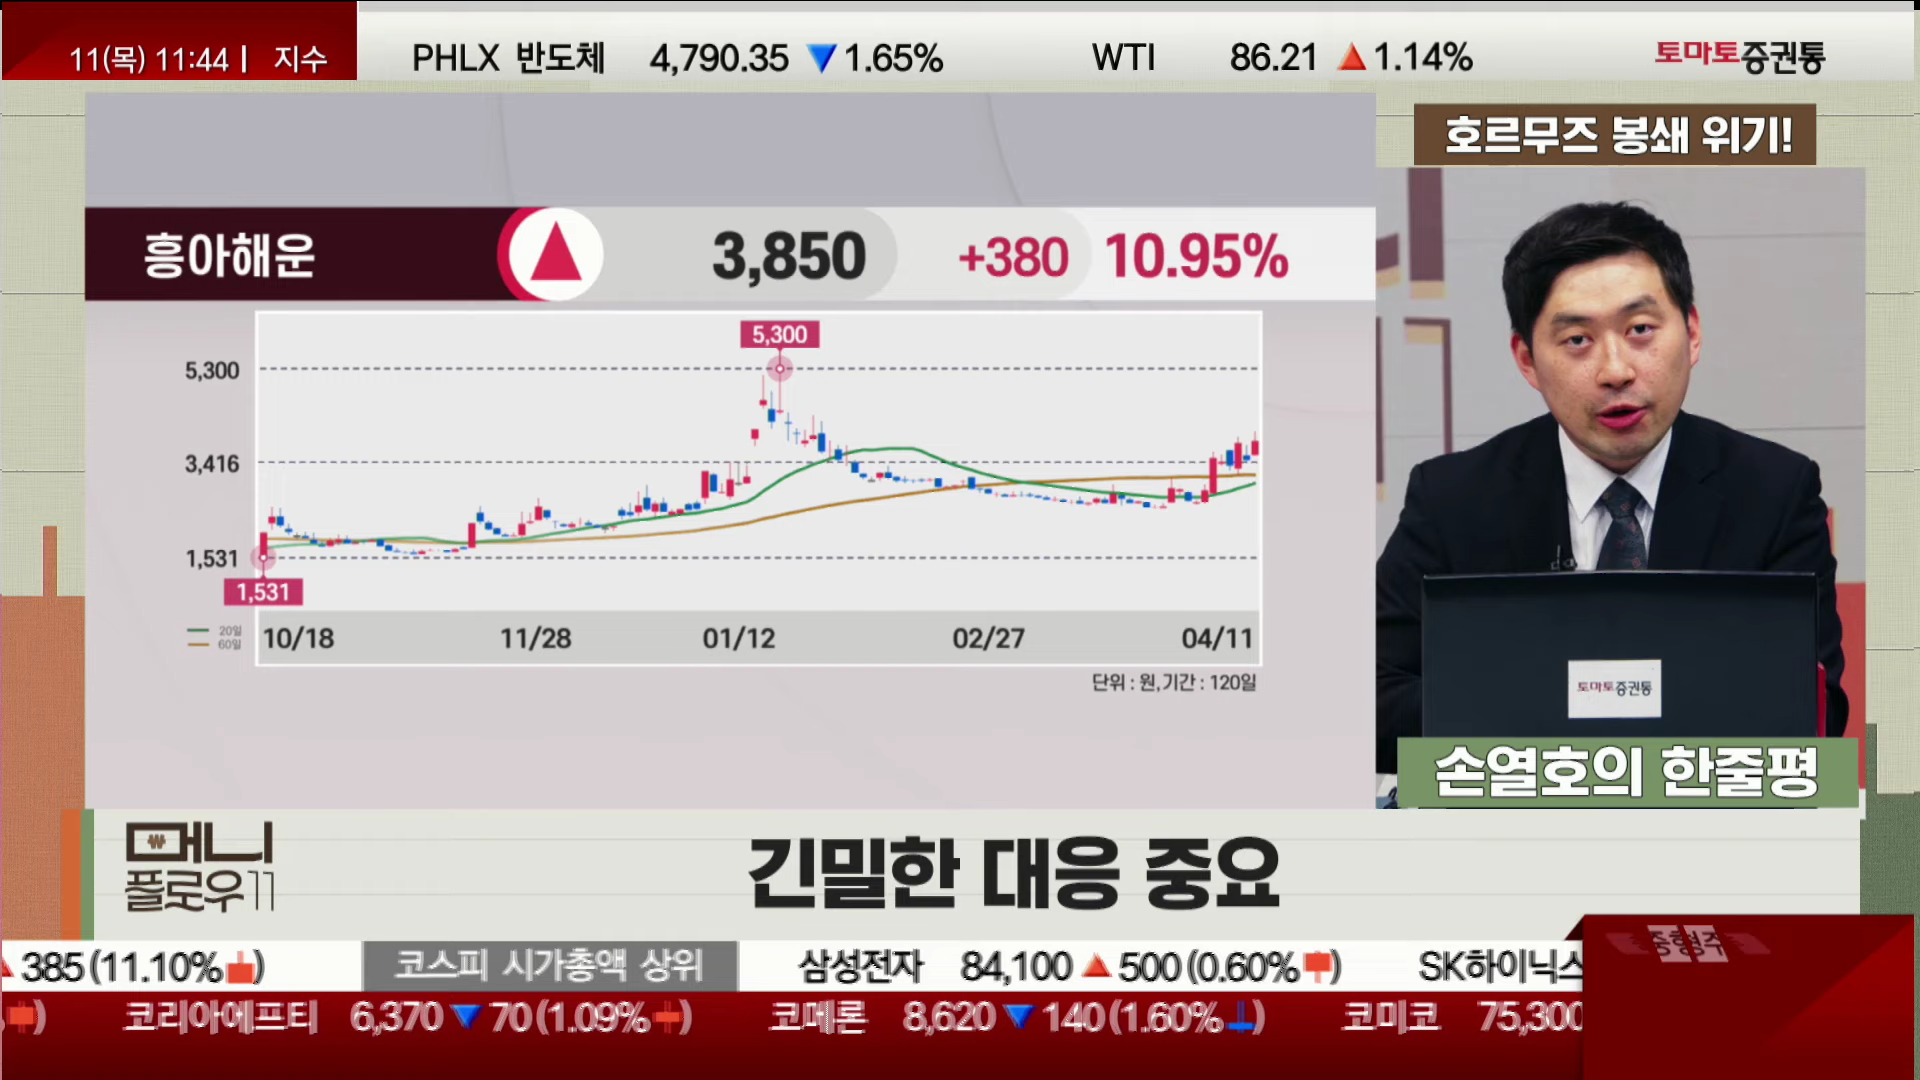 11(목) 11:44 | 지수
PHLX 반도체 4,790.35 ▼ 1.65%
WTI 86.21 ▲ 1.14%
토마토증권통
호르무즈 봉쇄 위기!
흥아해운 ▲ 3,850 +380 10.95%
5,300
5,300
3,416
1,531
1,531
20일
60일
10/18 11/28 01/12 02/27 04/11
단위 : 원, 기간 : 120일
토마토증권통
손열호의 한줄평
머니
플로우11
긴밀한 대응 중요
▲ 385 (11.10%) 코스피 시가총액 상위 삼성전자 84,100 ▲ 500 (0.60%) SK하이닉스
) 코리아에프티 6,370 ▼ 70 (1.09%) 코메론 8,620 ▼ 140 (1.60%) 코미코 75,300